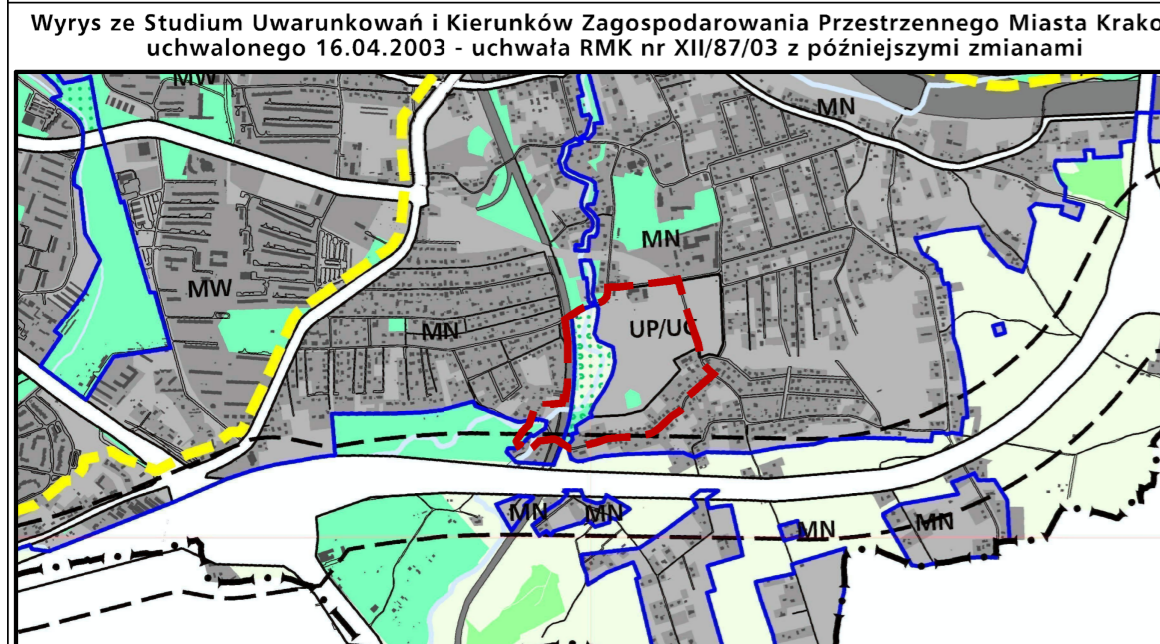 Wyrys ze Studium Uwarunkowań i Kierunków Zagospodarowania Przestrzennego Miasta Krako
uchwalonego 16.04.2003 - uchwała RMK nr XII/87/03 z późniejszymi zmianami
MW
MN
MN
MW
MN
UP/UC
MN
MN
MN
MN